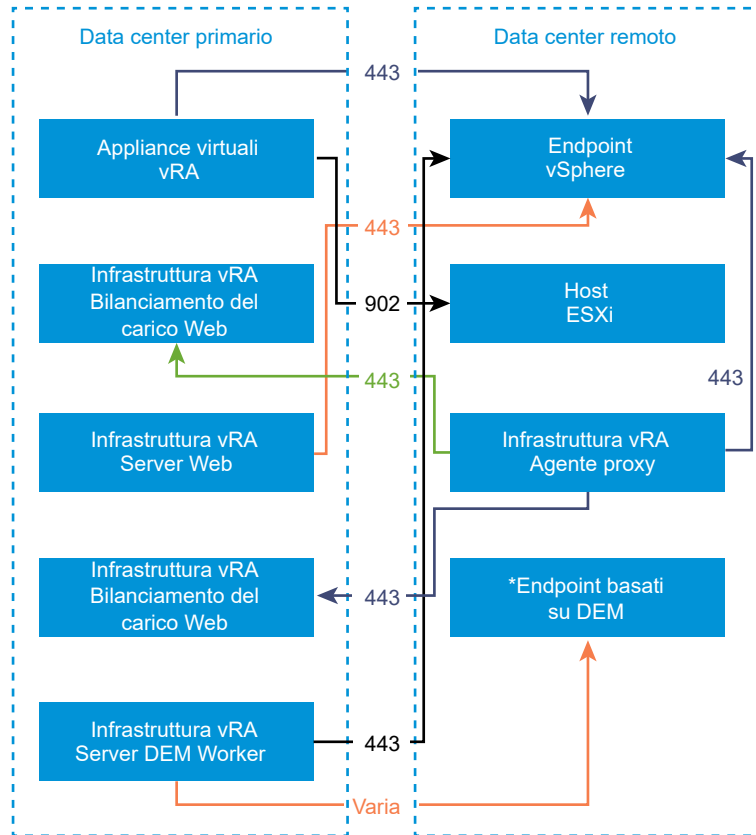 Data center primario
Data center remoto
443
Appliance virtuali
vRA
Endpoint
vSphere
443
Infrastruttura vRA
Bilanciamento del
carico Web
902
Host
ESXi
443
443
Infrastruttura vRA
Server Web
Infrastruttura vRA
Agente proxy
Infrastruttura vRA
Bilanciamento del
carico Web
443
*Endpoint basati
su DEM
Infrastruttura vRA
Server DEM Worker
443
Varia